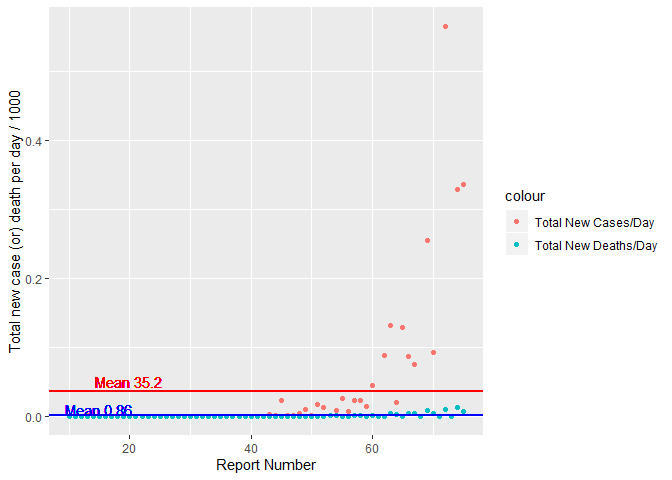 Total new case (or) death per day / 1000
0.4
0.2
0.0
Mean 35.2
Mean 0.86
20
60
Report Number
colour
Total New Cases/Day
Total New Deaths/Day